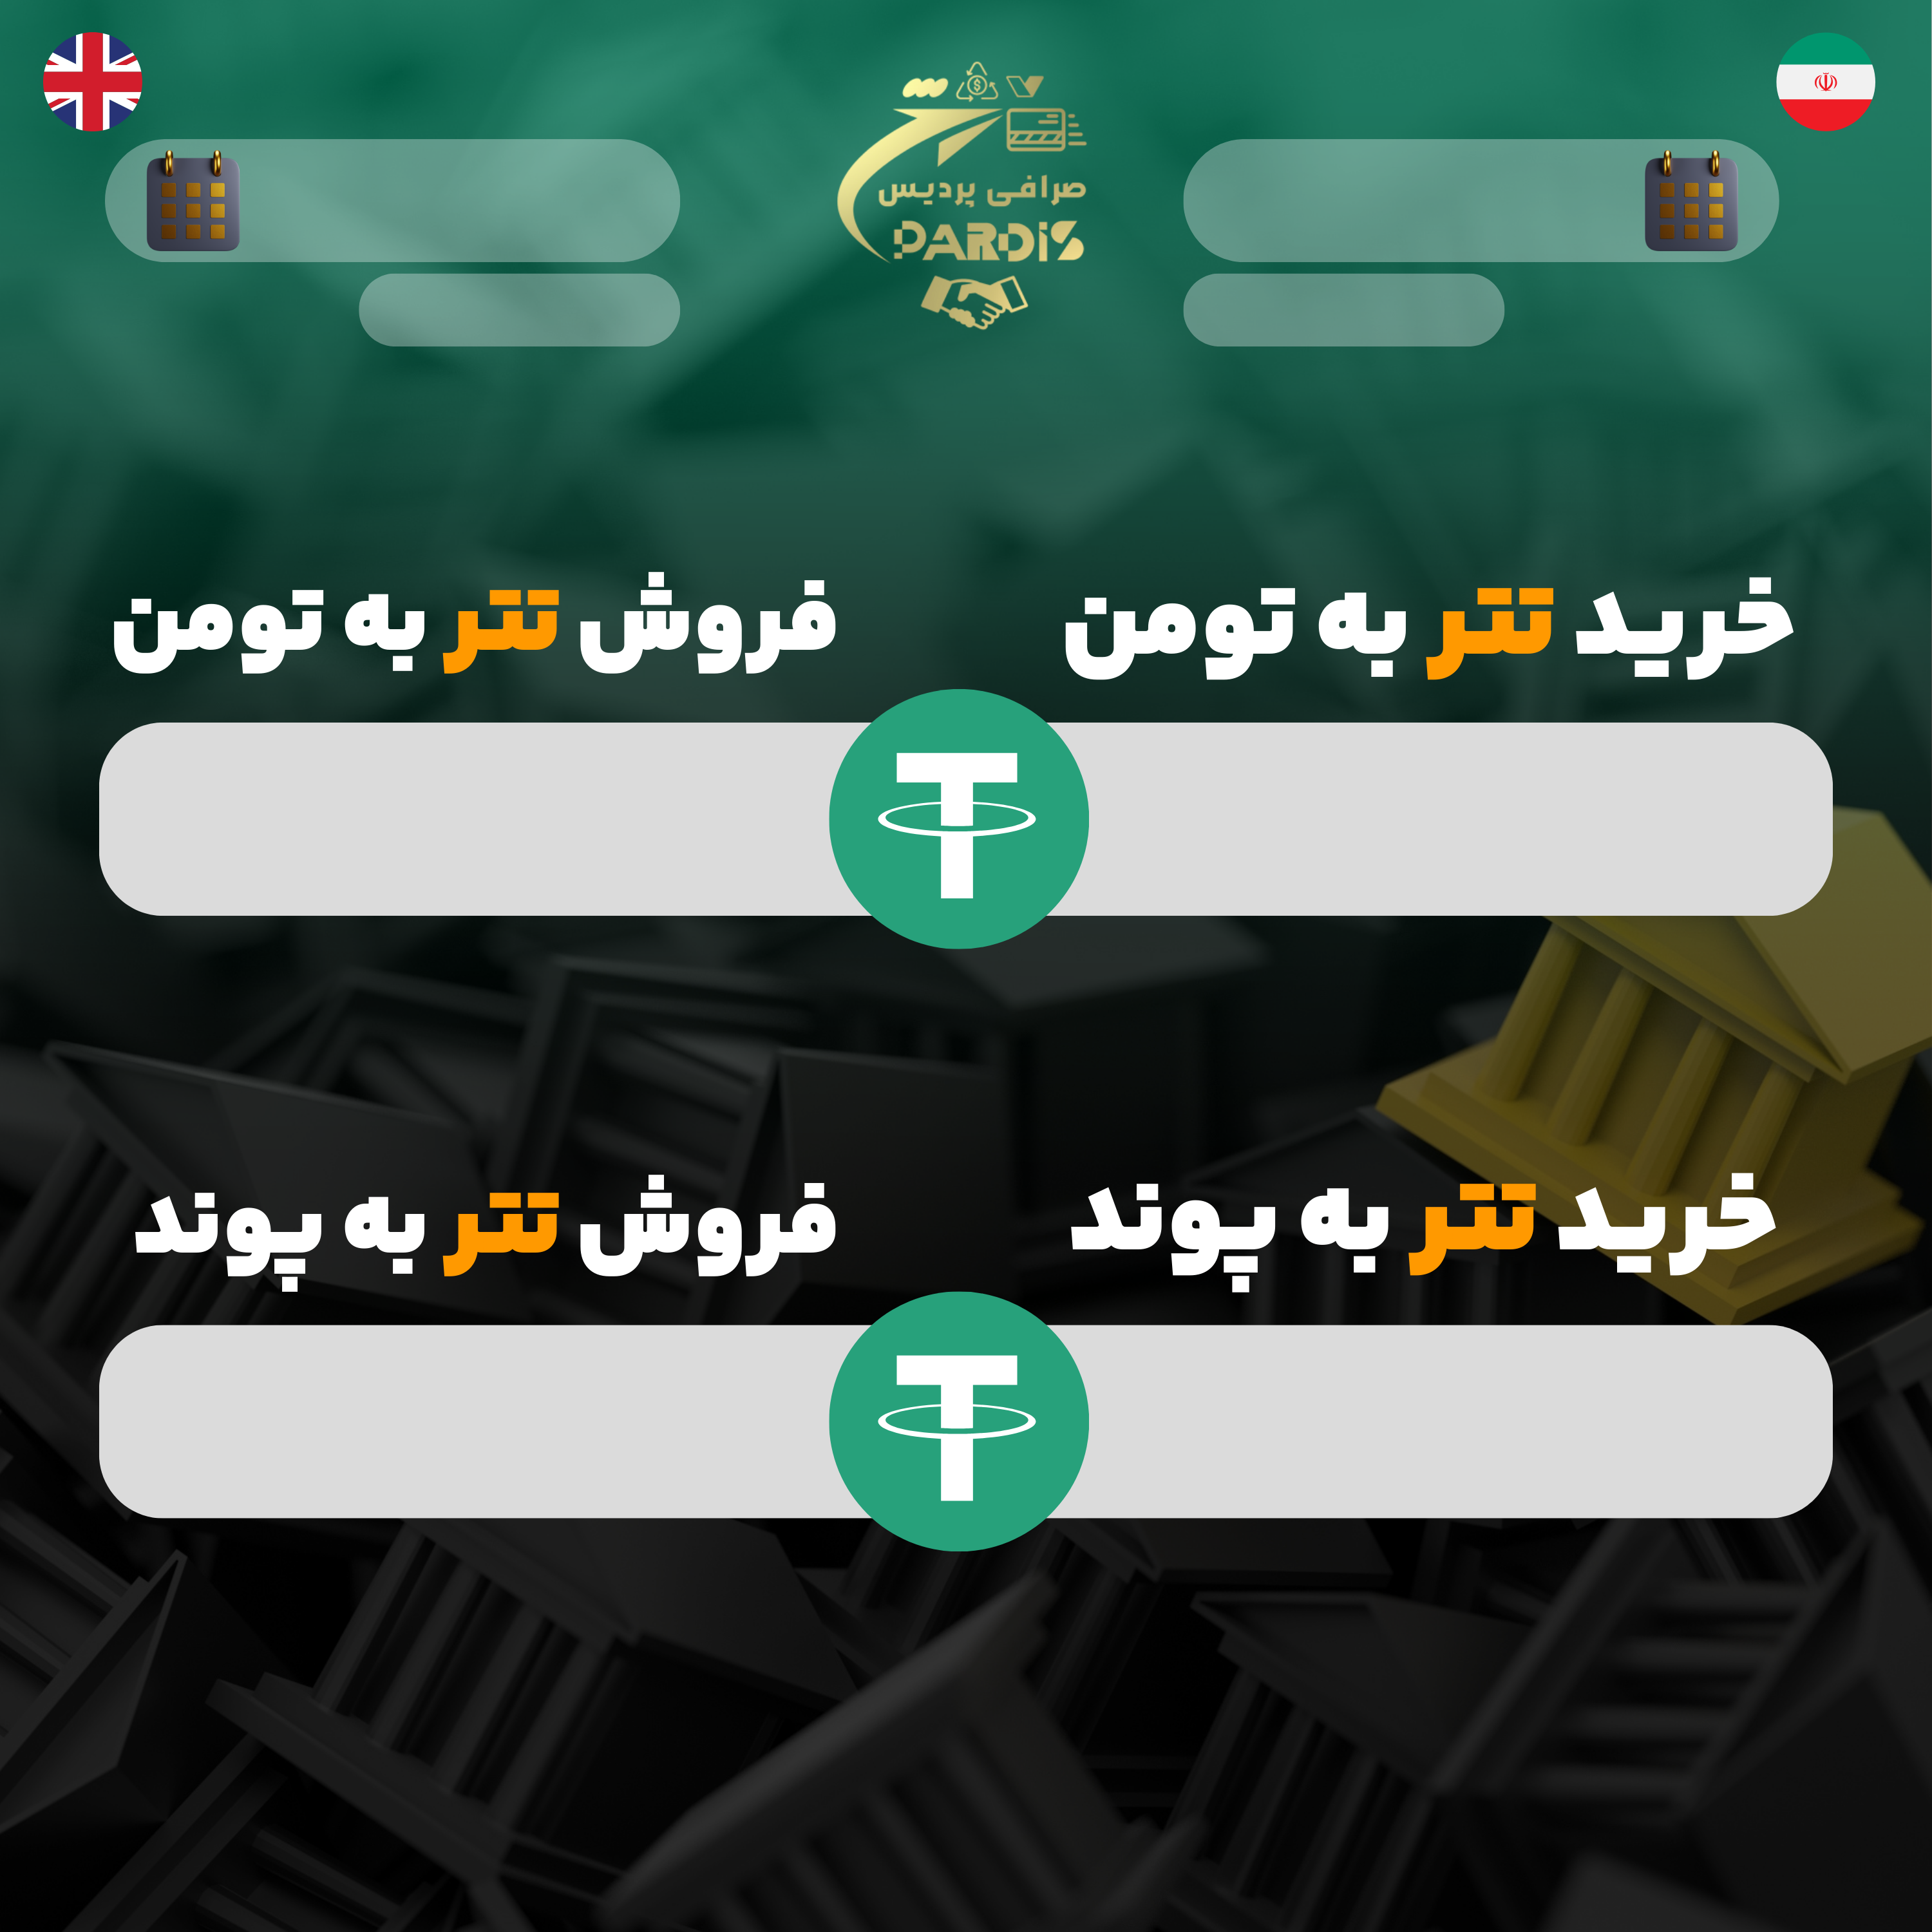 صرافی پردیس
PARDIS
خرید تتر به تومن
فروش تتر به تومن
خرید تتر به پوند
فروش تتر به پوند